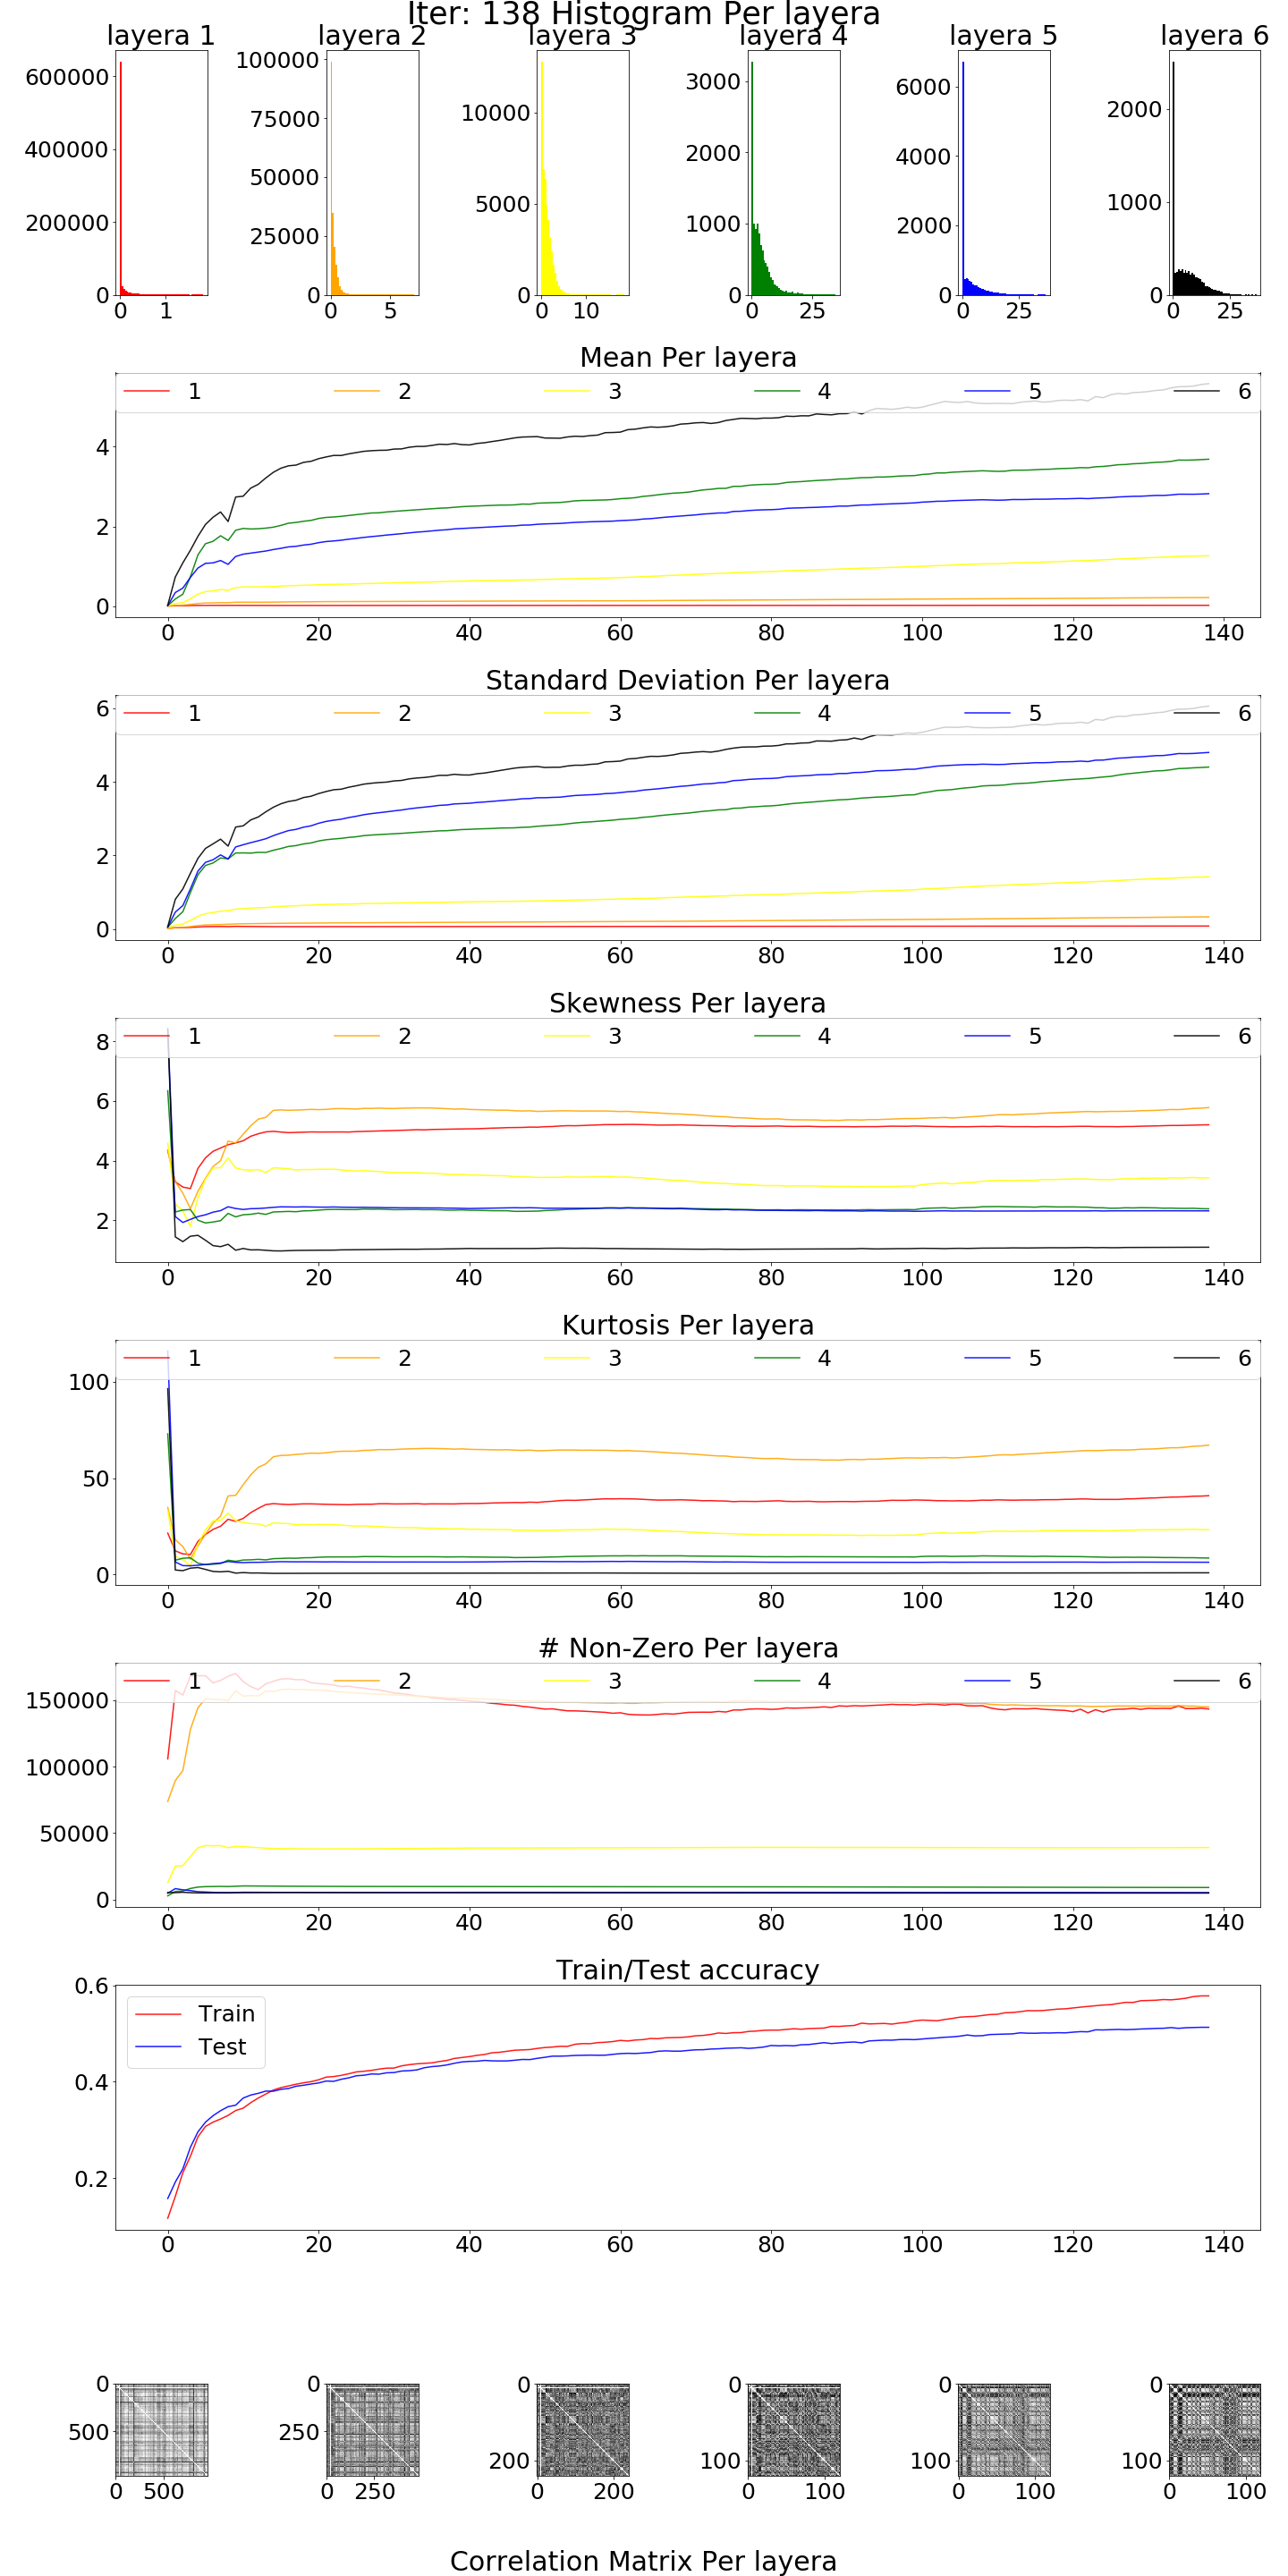 Iter: 138 Histogram Per layera
layera 1 layera 2 layera 3 layera 4 layera 5 layera 6
600000 400000 200000 0
0 1
100000 75000 50000 25000 0
0 5
10000 5000 0
0 10
3000 2000 1000 0
0 25
6000 4000 2000 0
0 25
2000 1000 0
0 25
Mean Per layera
1 2 3 4 5 6
4
2
0
0 20 40 60 80 100 120 140
Standard Deviation Per layera
1 2 3 4 5 6
6
4
2
0
0 20 40 60 80 100 120 140
Skewness Per layera
1 2 3 4 5 6
8
6
4
2
0 20 40 60 80 100 120 140
Kurtosis Per layera
1 2 3 4 5 6
100
50
0
0 20 40 60 80 100 120 140
# Non-Zero Per layera
1 2 3 4 5 6
150000
100000
50000
0
0 20 40 60 80 100 120 140
Train/Test accuracy
0.6
Train
Test
0.4
0.2
0 20 40 60 80 100 120 140
0 500
0 500
0 250
0 250
0 200
0 200
0 100
0 100
0 100
0 100
0 100
0 100
Correlation Matrix Per layera